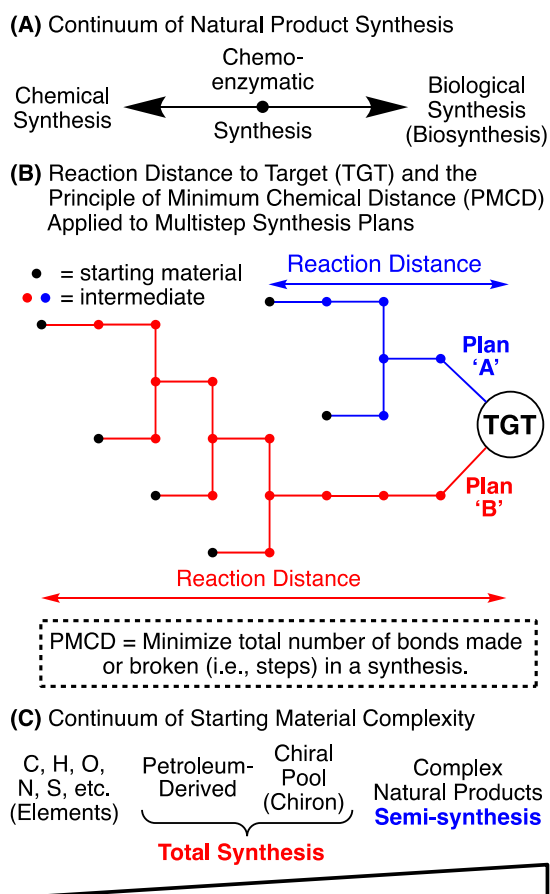 (A) Continuum of Natural Product Synthesis
Chemo-
enzymatic
Synthesis
Chemical
Synthesis
Biological
Synthesis
(Biosynthesis)
(B) Reaction Distance to Target (TGT) and the
Principle of Minimum Chemical Distance (PMCD)
Applied to Multistep Synthesis Plans
= starting material
= intermediate
Reaction Distance
Plan
‘A’
TGT
Plan
‘B’
Reaction Distance
PMCD = Minimize total number of bonds made
or broken (i.e., steps) in a synthesis.
(C) Continuum of Starting Material Complexity
C, H, O,
N, S, etc.
(Elements)
Petroleum-
Derived
Chiral
Pool
(Chiron)
Total Synthesis
Complex
Natural Products
Semi-synthesis